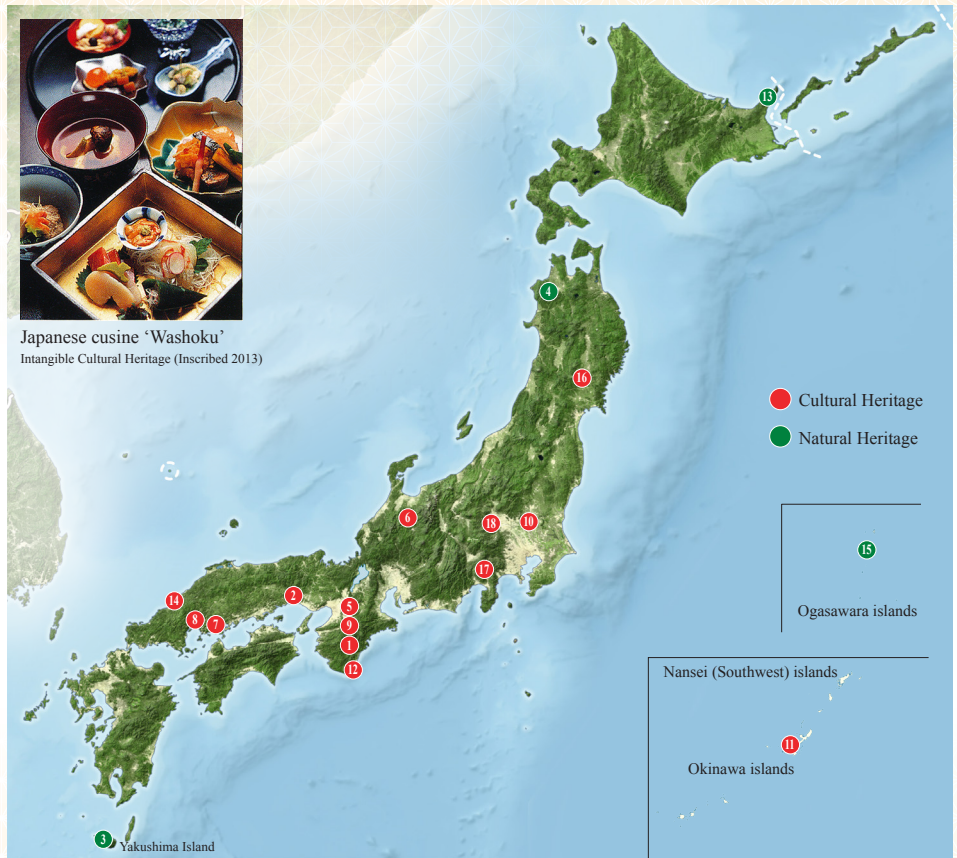 Japanese cusine ‘Washoku’
Intangible Cultural Heritage (Inscribed 2013)
13
4
16
Cultural Heritage
Natural Heritage
6
18
10
15
17
2
14
5
8
7
9
Ogasawara islands
1
12
Nansei (Southwest) islands
11
Okinawa islands
3
Yakushima Island